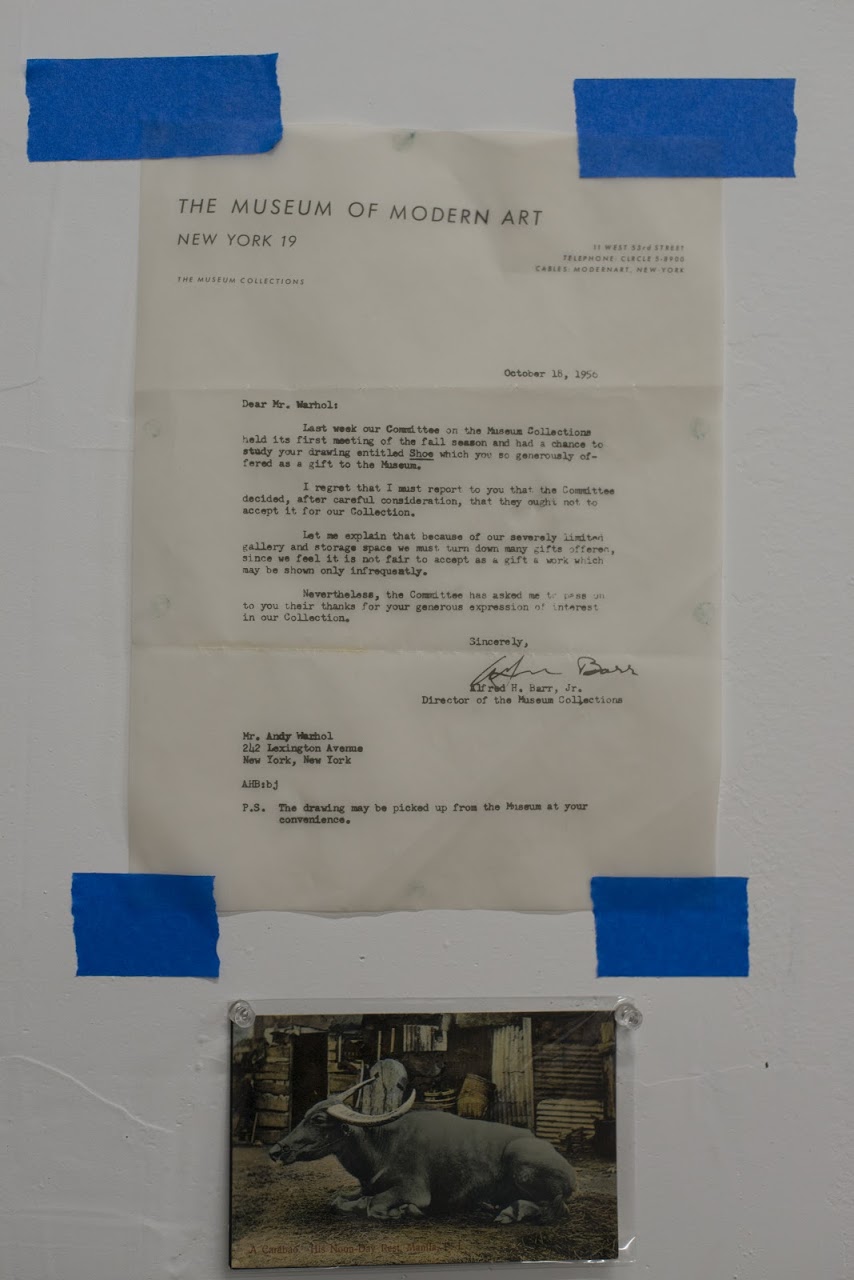 THE MUSEUM OF MODERN ART
NEW YORK 19
11 WEST 53rd STREET
TELEPHONE: CIRCLE 5-8900
CABLES: MODERNART, NEW YORK
THE MUSEUM COLLECTIONS
October 18, 1956
Dear Mr. Warhol:
Last week our Committee on the Museum Collections
held its first meeting of the fall season and had a chance to
study your drawing entitled Shoe which you so generously of-
fered as a gift to the Museum.
I regret that I must report to you that the Committee
decided, after careful consideration, that they ought not to
accept it for our Collection.
Let me explain that because of our severely limited
gallery and storage space we must turn down many gifts offered,
since we feel it is not fair to accept as a gift a work which
may be shown only infrequently.
Nevertheless, the Committee has asked me to pass on
to you their thanks for your generous expression of interest
in our Collection.
Sincerely,
Alfred H. Barr, Jr.
Director of the Museum Collections
Mr. Andy Warhol
242 Lexington Avenue
New York, New York
AHB:bj
P.S. The drawing may be picked up from the Museum at your
convenience.
A Carabao His Noon-Day Rest, Manila, P. I.